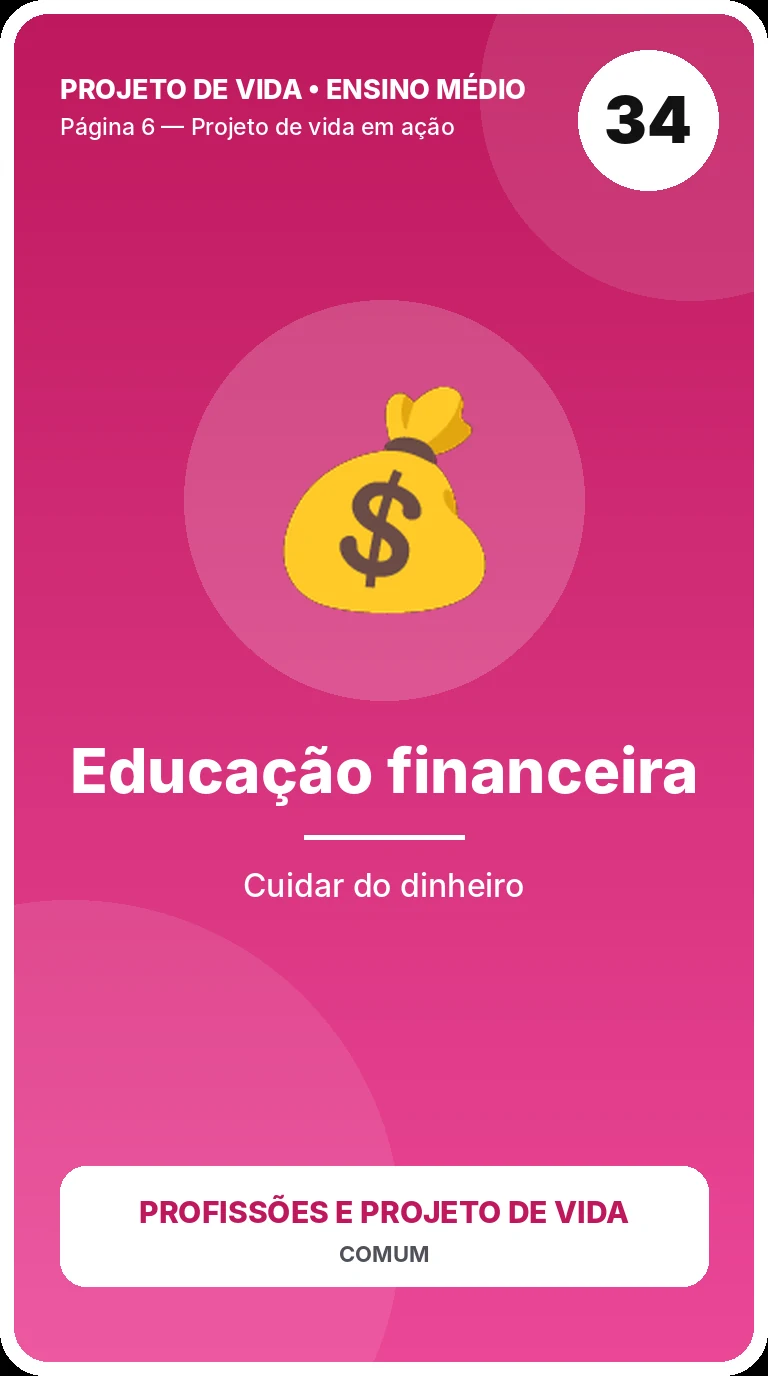 PROJETO DE VIDA • ENSINO MÉDIO
Página 6 — Projeto de vida em ação
34
$
Educação financeira
Cuidar do dinheiro
PROFISSÕES E PROJETO DE VIDA
COMUM